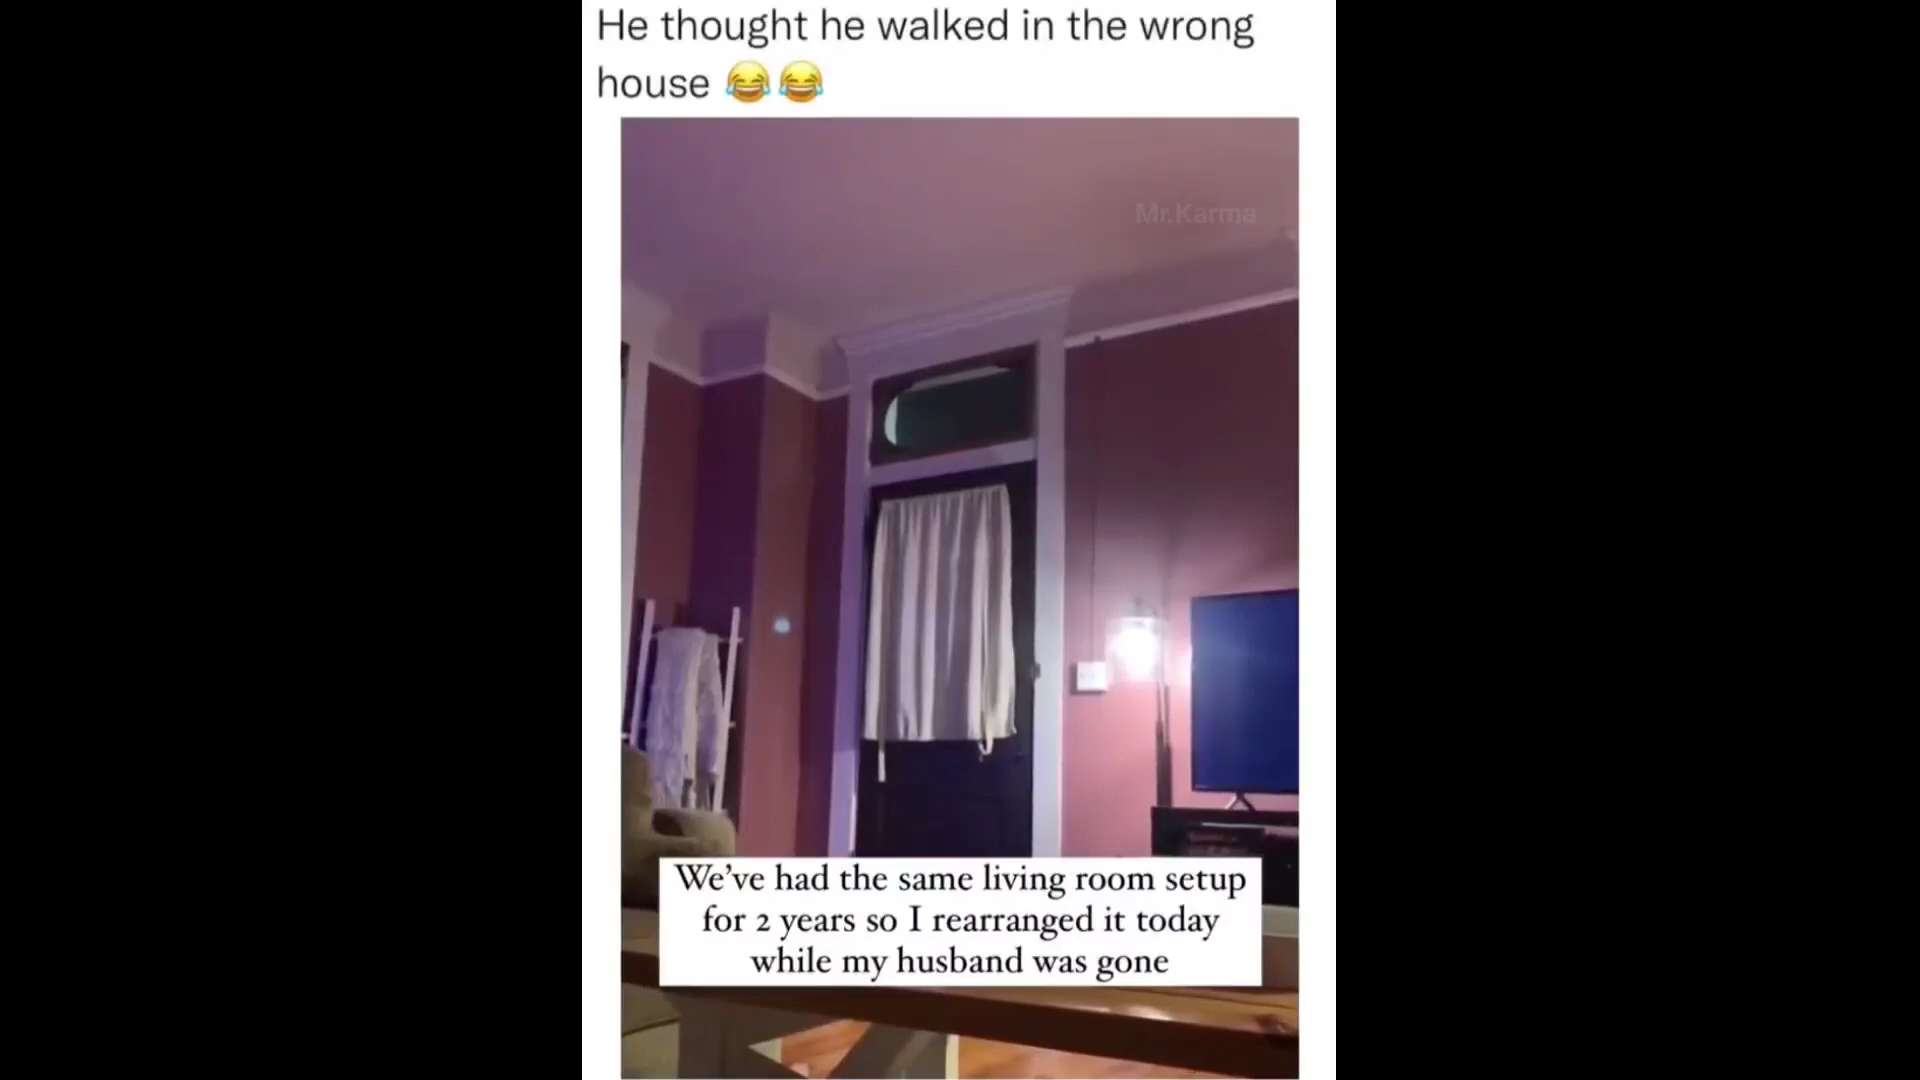 He thought he walked in the wrong
house 😂😂
Mr.Karma
We've had the same living room setup
for 2 years so I rearranged it today
while my husband was gone